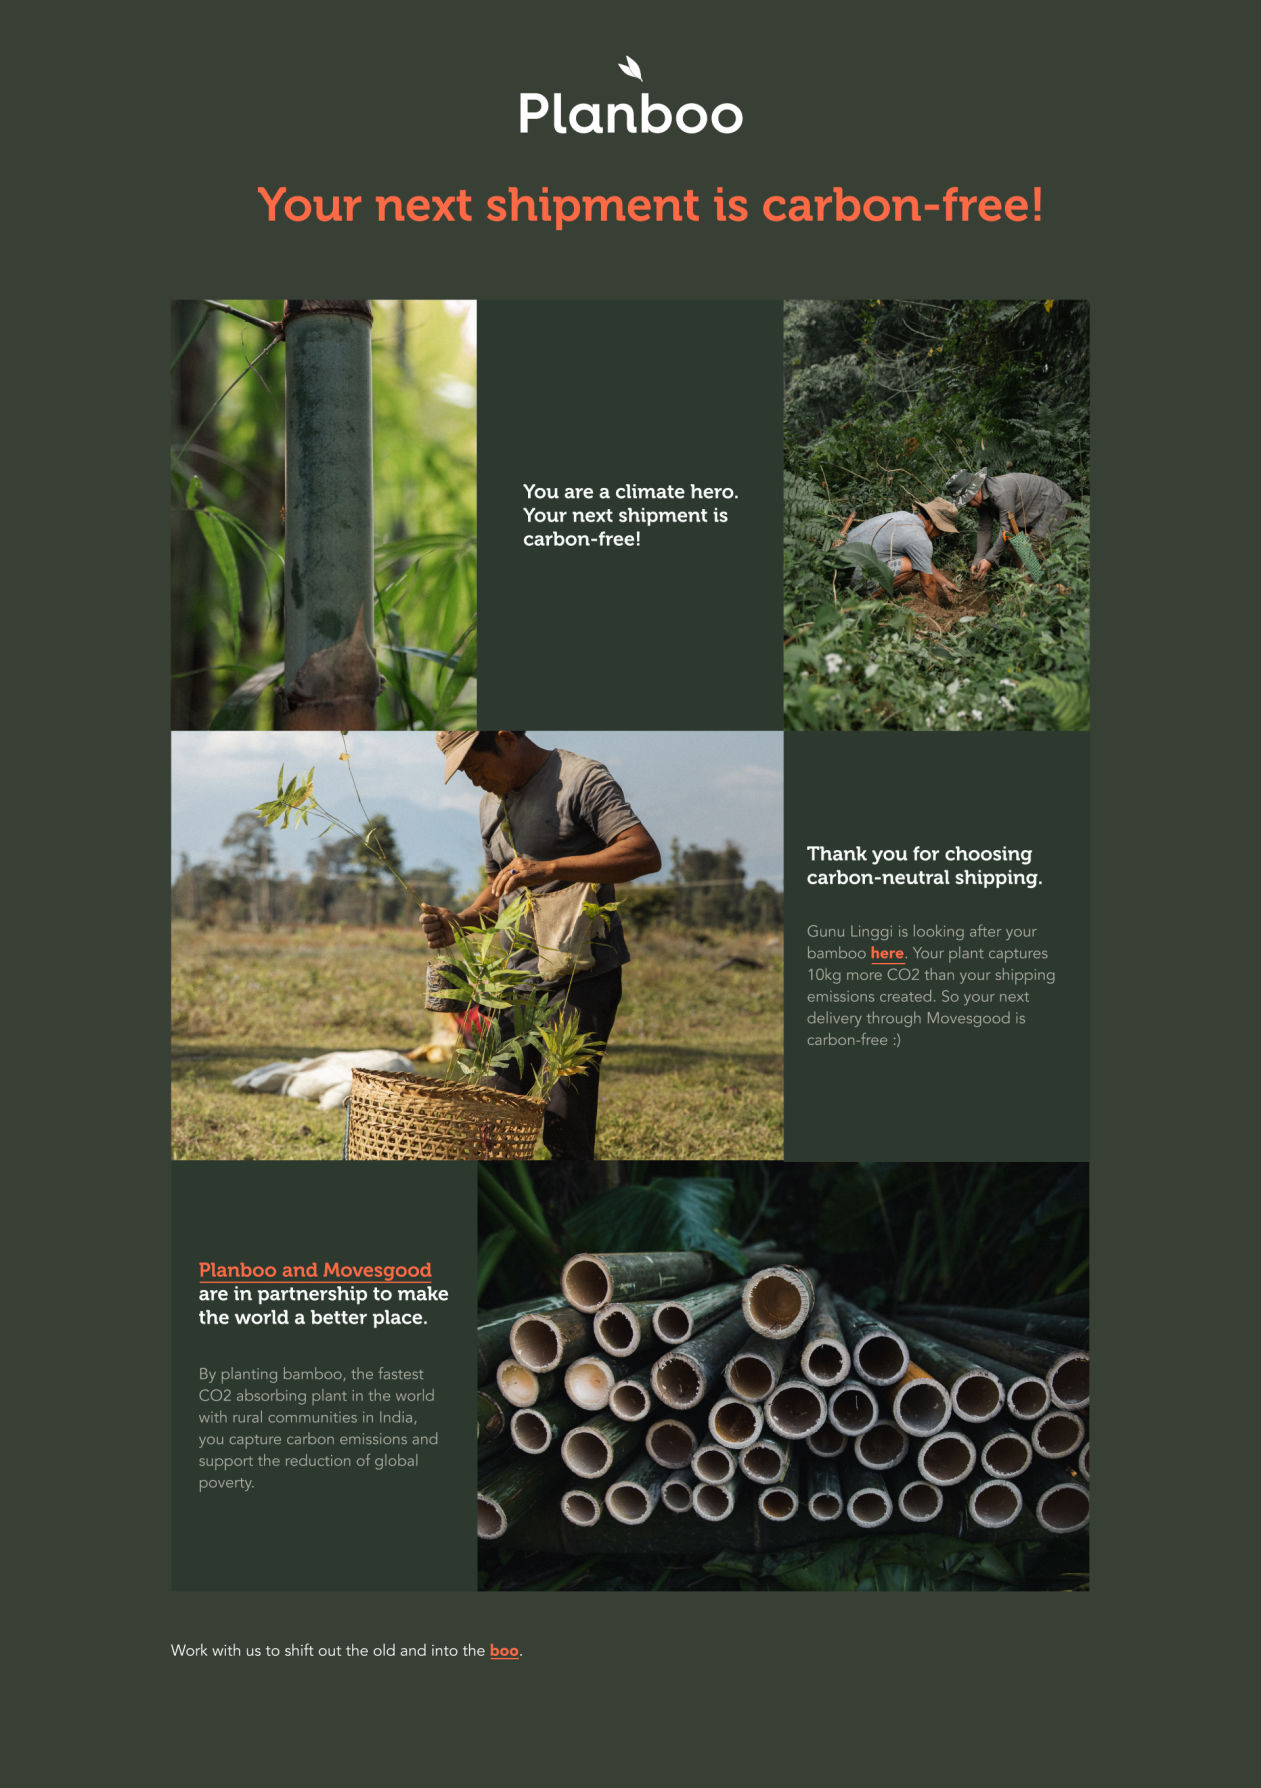 Planboo
Your next shipment is carbon-free!
You are a climate hero.
Your next shipment is
carbon-free!
Thank you for choosing
carbon-neutral shipping.
Gunu Linggi is looking after your
bamboo here. Your plant captures
10kg more CO2 than your shipping
emissions created. So your next
delivery through Movesgood is
carbon-free :)
Planboo and Movesgood
are in partnership to make
the world a better place.
By planting bamboo, the fastest
CO2 absorbing plant in the world
with rural communities in India,
you capture carbon emissions and
support the reduction of global
poverty.
Work with us to shift out the old and into the boo.